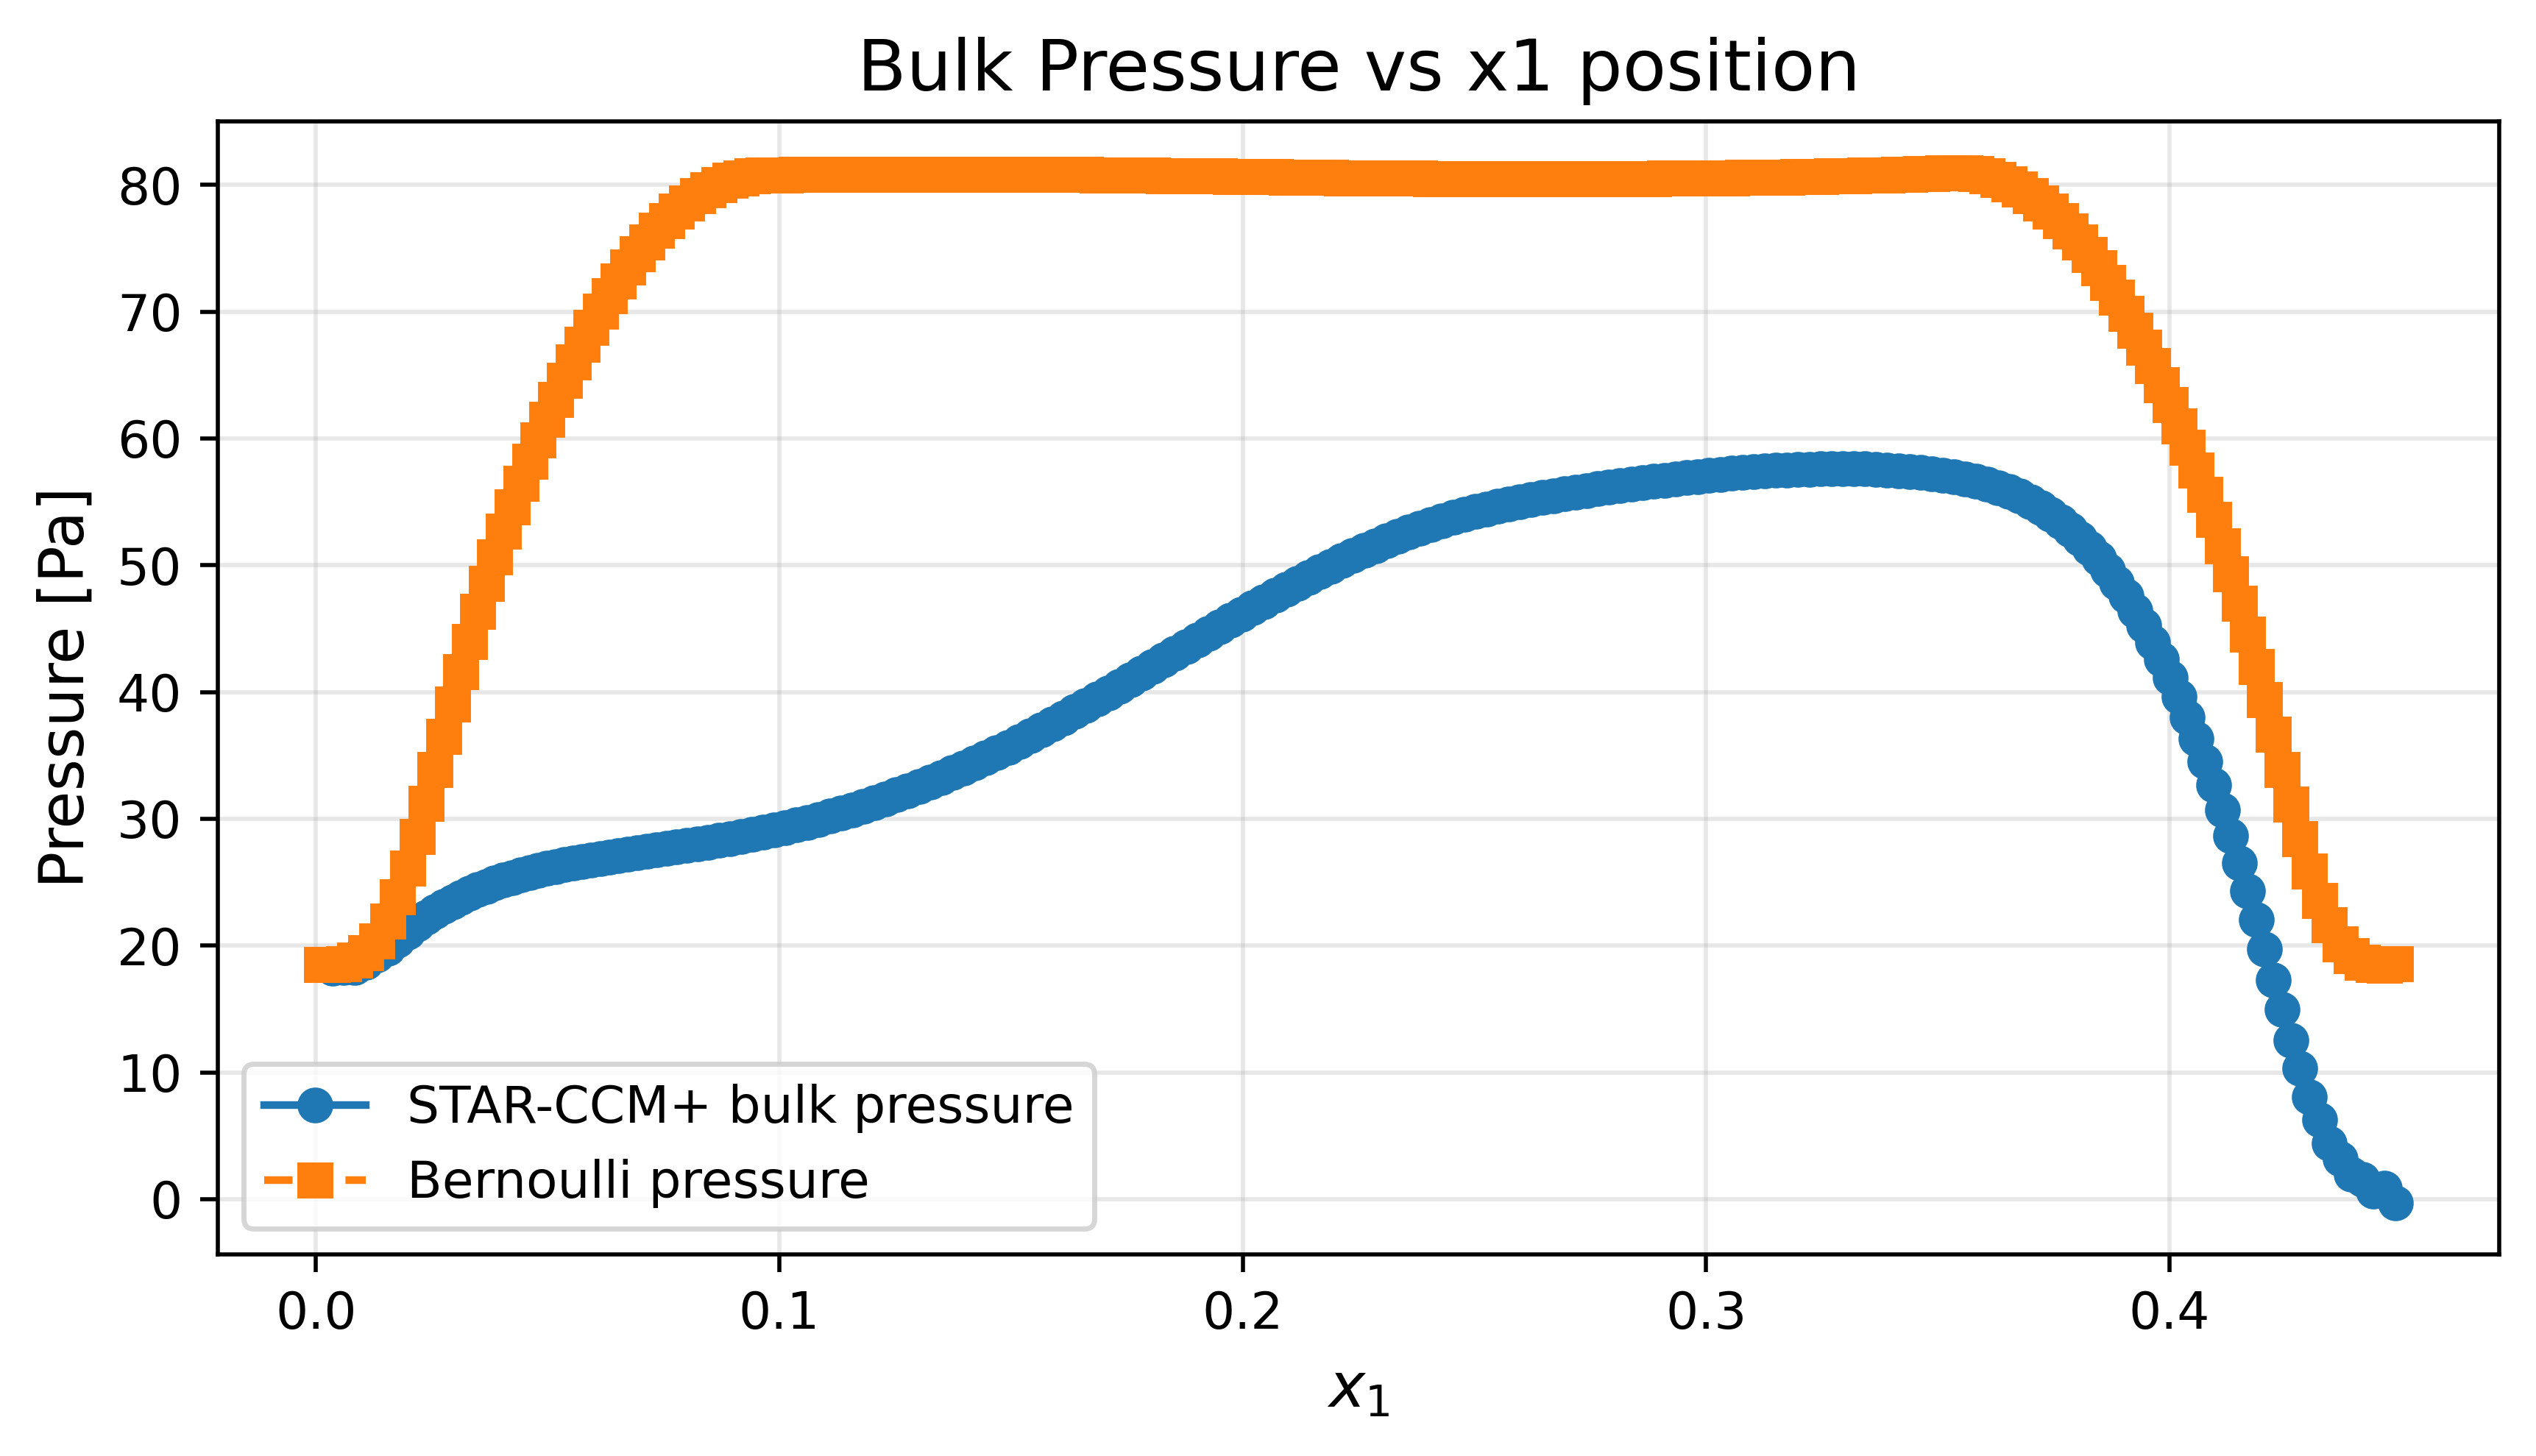 Bulk Pressure vs x1 position
Pressure [Pa]
80
70
60
50
40
30
20
10
0
STAR-CCM+ bulk pressure
Bernoulli pressure
0.0 0.1 0.2 0.3 0.4
x₁